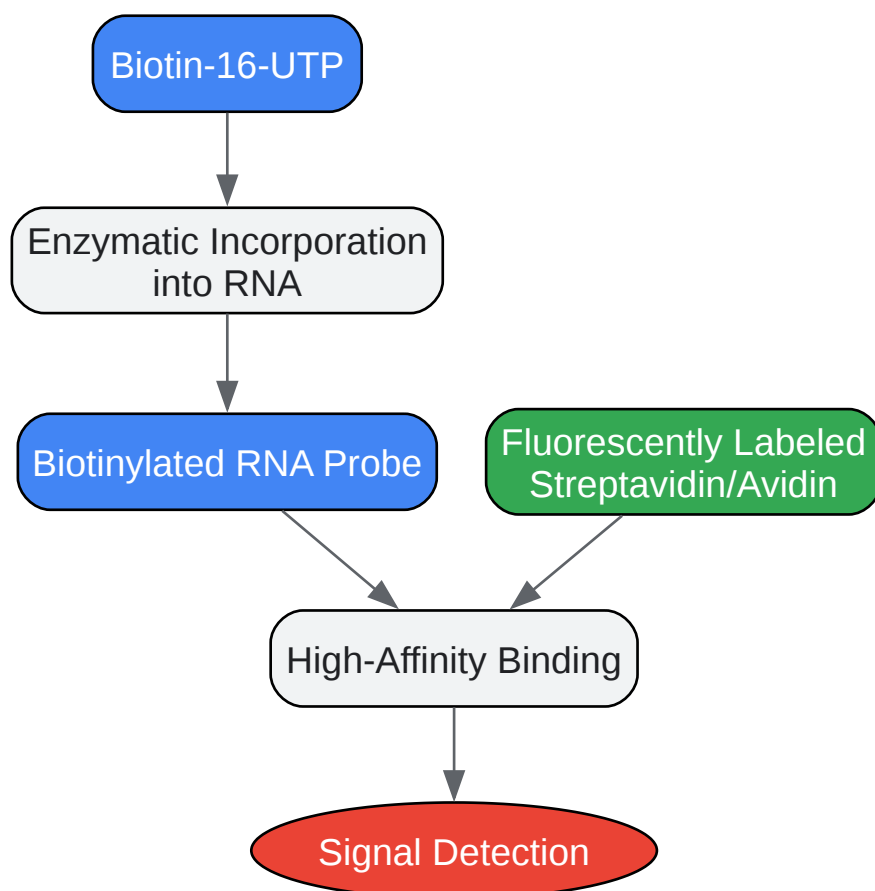 Biotin-16-UTP
Enzymatic Incorporation
into RNA
Biotinylated RNA Probe
Fluorescently Labeled
Streptavidin/Avidin
High-Affinity Binding
Signal Detection